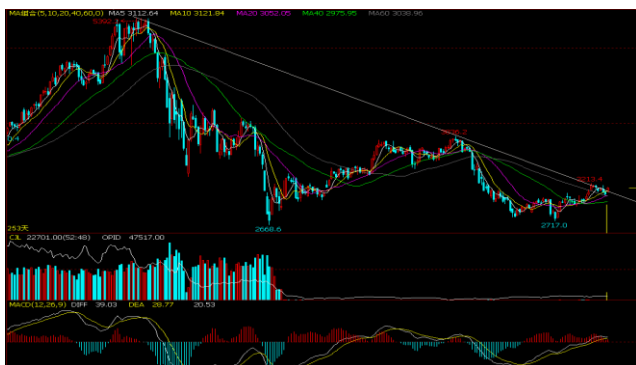 MA组合(5,10,20,40,60,0) MA5 3112.64 MA10 3121.84 MA20 3052.05 MA40 2975.95 MA60 3038.96
2668.6
2717.0
253天
CJL 22701.00(52:48) OPID 47517.00
MACD(12,26,9) DIFF 39.03 DEA 28.77 20.53